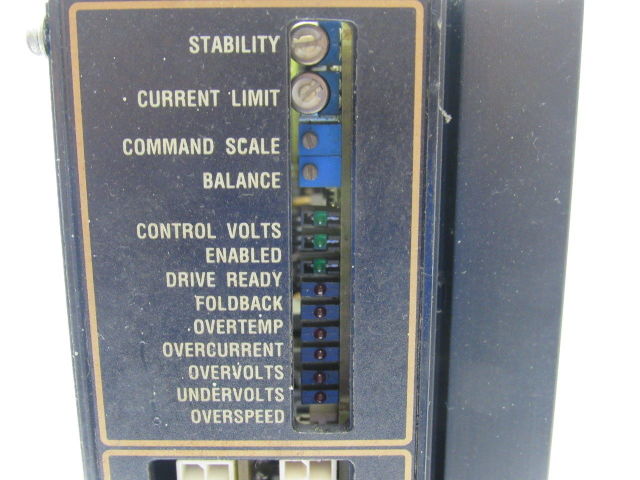 STABILITY
CURRENT LIMIT
COMMAND SCALE
BALANCE
CONTROL VOLTS
ENABLED
DRIVE READY
FOLDBACK
OVERTEMP
OVERCURRENT
OVERVOLTS
UNDERVOLTS
OVERSPEED